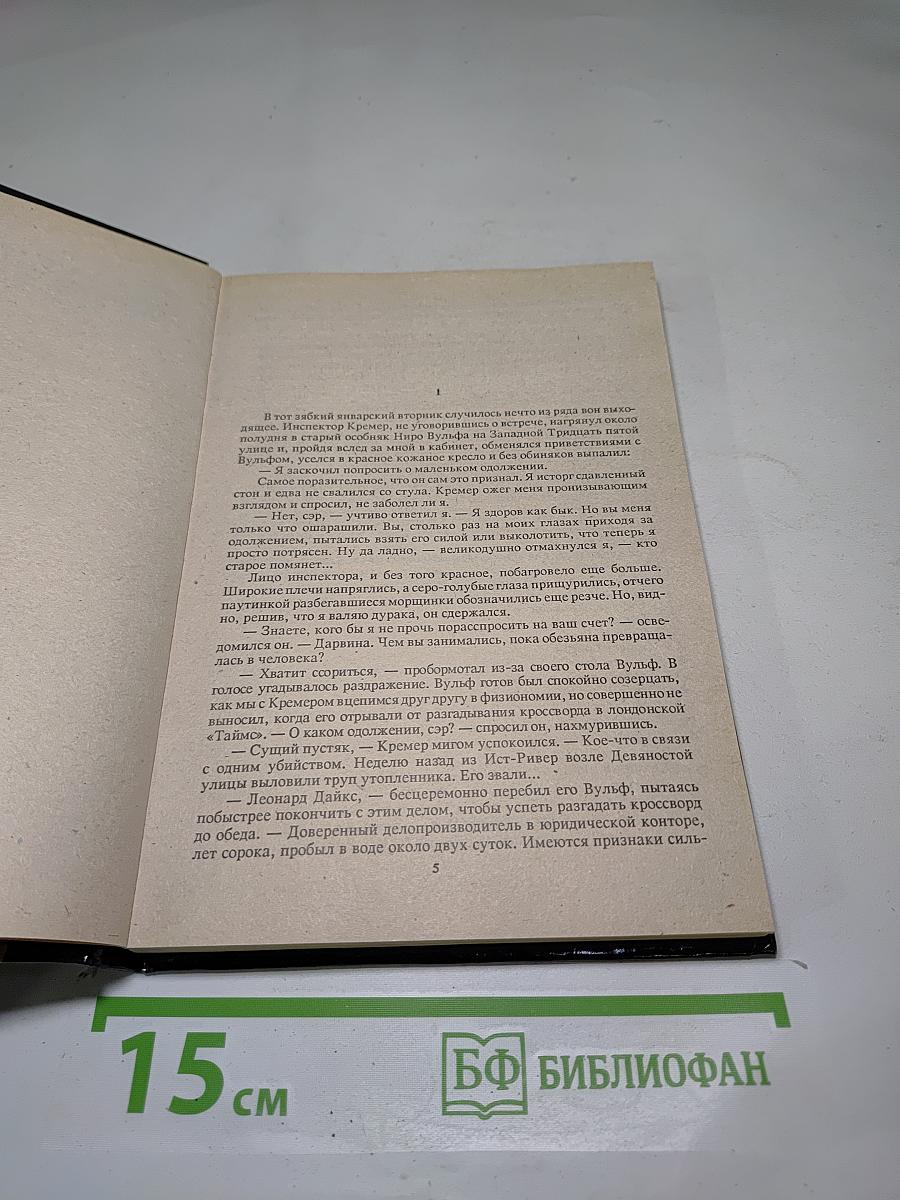 1
В тот зябкий январский вторник случилось нечто из ряда вон выхо-
дящее. Инспектор Кремер, не уговорившись о встрече, нагрянул около
полудня в старый особняк Ниро Вульфа на Западной Тридцать пятой
улице и, пройдя вслед за мной в кабинет, обменялся приветствиями с
Вульфом, уселся в красное кожаное кресло и без обиняков выпалил:
— Я заскочил попросить о маленьком одолжении.
Самое поразительное, что он сам это признал. Я исторг сдавленный
стон и едва не свалился со стула. Кремер ожег меня пронизывающим
взглядом и спросил, не заболел ли я.
— Нет, сэр, — учтиво ответил я. — Я здоров как бык. Но вы меня
только что ошарашили. Вы, столько раз на моих глазах приходя за
одолжением, пытались взять его силой или выколотить, что теперь я
просто потрясен. Ну да ладно, — великодушно отмахнулся я, — кто
старое помянет...
Лицо инспектора, и без того красное, побагровело еще больше.
Широкие плечи напряглись, а серо-голубые глаза прищурились, отчего
паутинкой разбегавшиеся морщинки обозначились еще резче. Но, вид-
но, решив, что я валяю дурака, он сдержался.
— Знаете, кого бы я не прочь порасспросить на ваш счет? — осве-
домился он. — Дарвина. Чем вы занимались, пока обезьяна превраща-
лась в человека?
— Хватит ссориться, — пробормотал из-за своего стола Вульф. В
голосе угадывалось раздражение. Вульф готов был спокойно созерцать,
как мы с Кремером вцепимся друг другу в физиономии, но совершенно не
выносил, когда его отрывали от разгадывания кроссворда в лондонской
«Таймс». — О каком одолжении, сэр? — спросил он, нахмурившись.
— Сущий пустяк, — Кремер мигом успокоился. — Кое-что в связи
с одним убийством. Неделю назад из Ист-Ривер возле Девяностой
улицы выловили труп утопленника. Его звали...
— Леонард Дайкс, — бесцеремонно перебил его Вульф, пытаясь
побыстрее покончить с этим делом, чтобы успеть разгадать кроссворд
до обеда. — Доверенный делопроизводитель в юридической конторе,
лет сорока, пробыл в воде около двух суток. Имеются признаки силь-
5
15 см
БФ БИБЛИОФАН